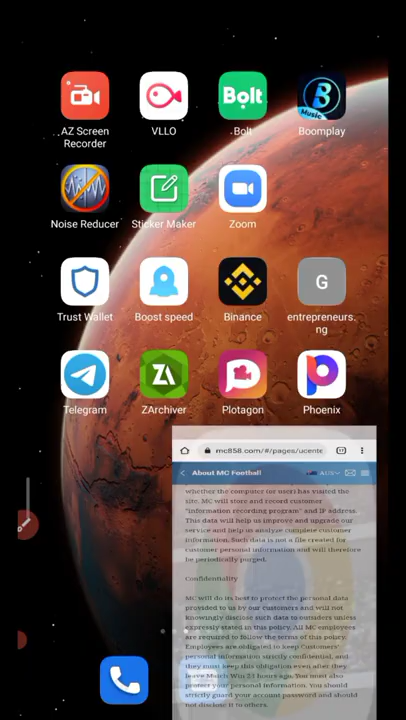 AZ Screen
Recorder
VLLO
Bolt
Bolt
Boomplay
B
Music
Noise Reducer
Sticker Maker
Zoom
Trust Wallet
Boost speed
Binance
G
entrepreneurs.
ng
Telegram
ZArchiver
Plotagon
Phoenix
ZA
mc858.com/#/pages/ucente
About MC Football
AUS
whether the computer (or user) has visited the
site. MC will store and record customer
"information recording program" and IP address.
This data will help us improve and upgrade our
service and help us analyze complete customer
information. Such data is not a file created for
customer personal information and will therefore
be periodically purged.
Confidentiality
MC will do its best to protect the personal data
provided to us by our customers and will not
knowingly disclose such data to outsiders unless
expressly stated in this policy. All MC employees
are required to follow the terms of this policy.
Employees are obligated to keep Customers'
personal information strictly confidential, and
they must keep this obligation even after they
leave March Win 24 hours ago. You must also
protect your personal information. You should
strictly guard your account password and should
not disclose it to others.